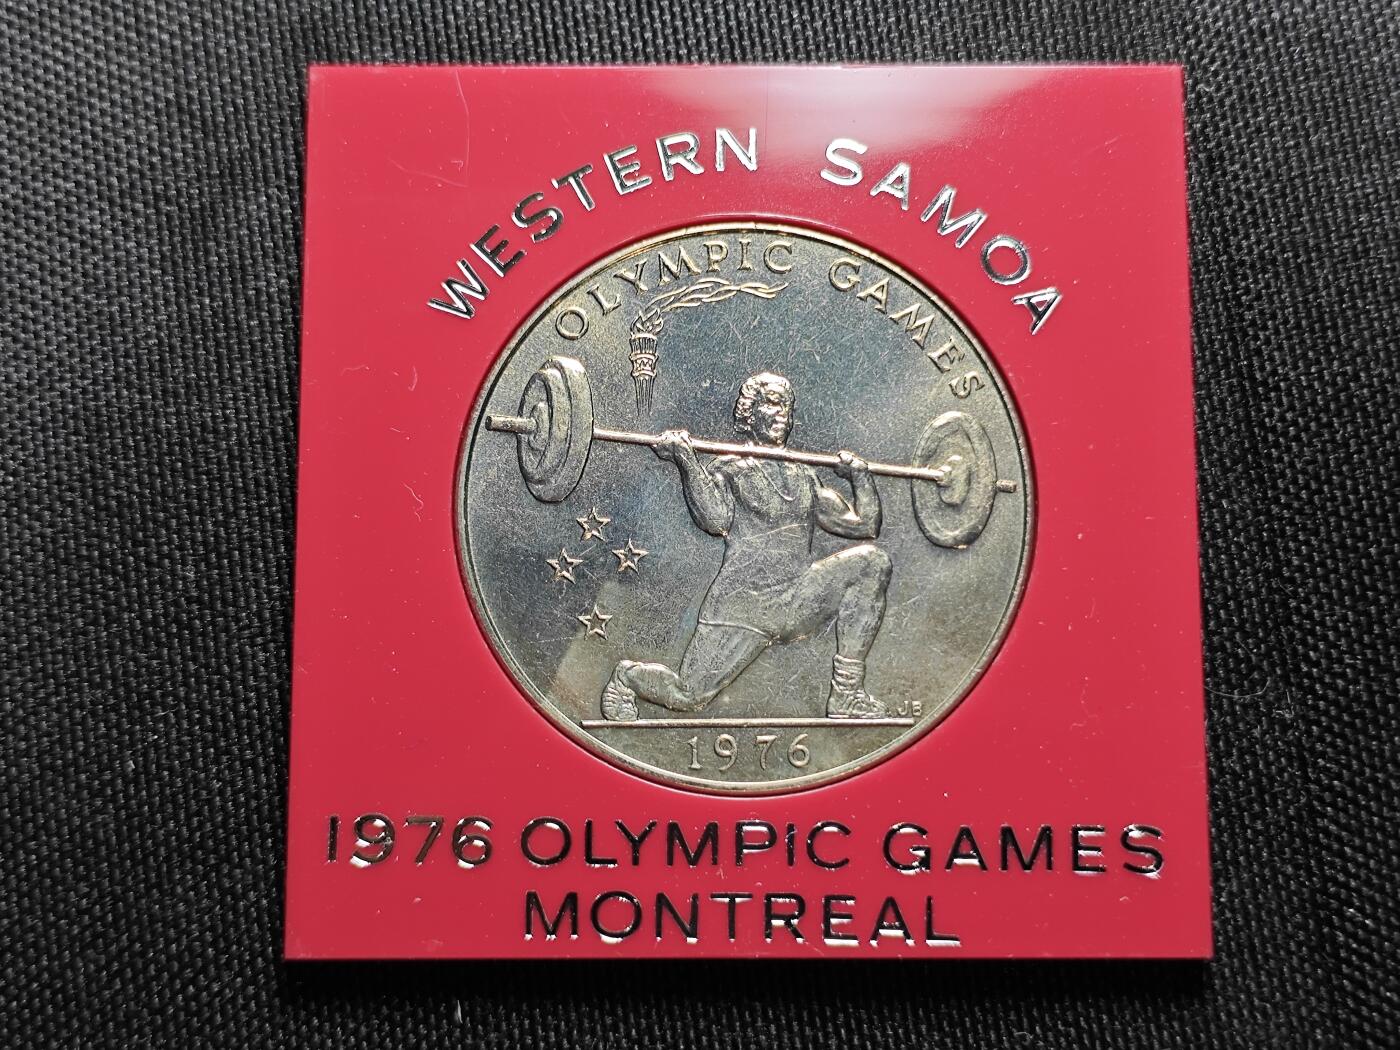 WESTERN SAMOA
OLYMPIC GAMES
JB
1976
1976 OLYMPIC GAMES
MONTREAL